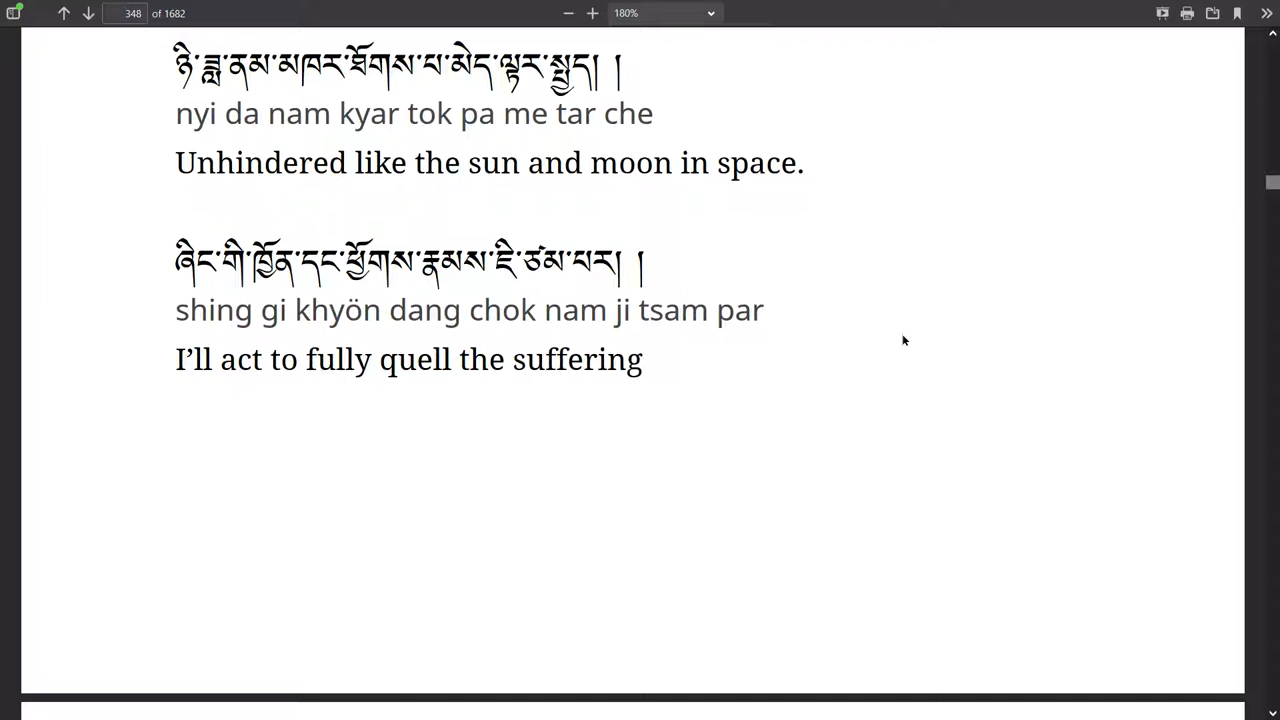 348 of 1682
180%
ཉི་ཟླ་ནམ་མཁར་ཐོགས་པ་མེད་ལྟར་སྤྱད། །
nyi da nam kyar tok pa me tar che
Unhindered like the sun and moon in space.
ཞིང་གི་ཁྱོན་དང་ཕྱོགས་རྣམས་ཇི་ཙམ་པར། །
shing gi khyön dang chok nam ji tsam par
I’ll act to fully quell the suffering